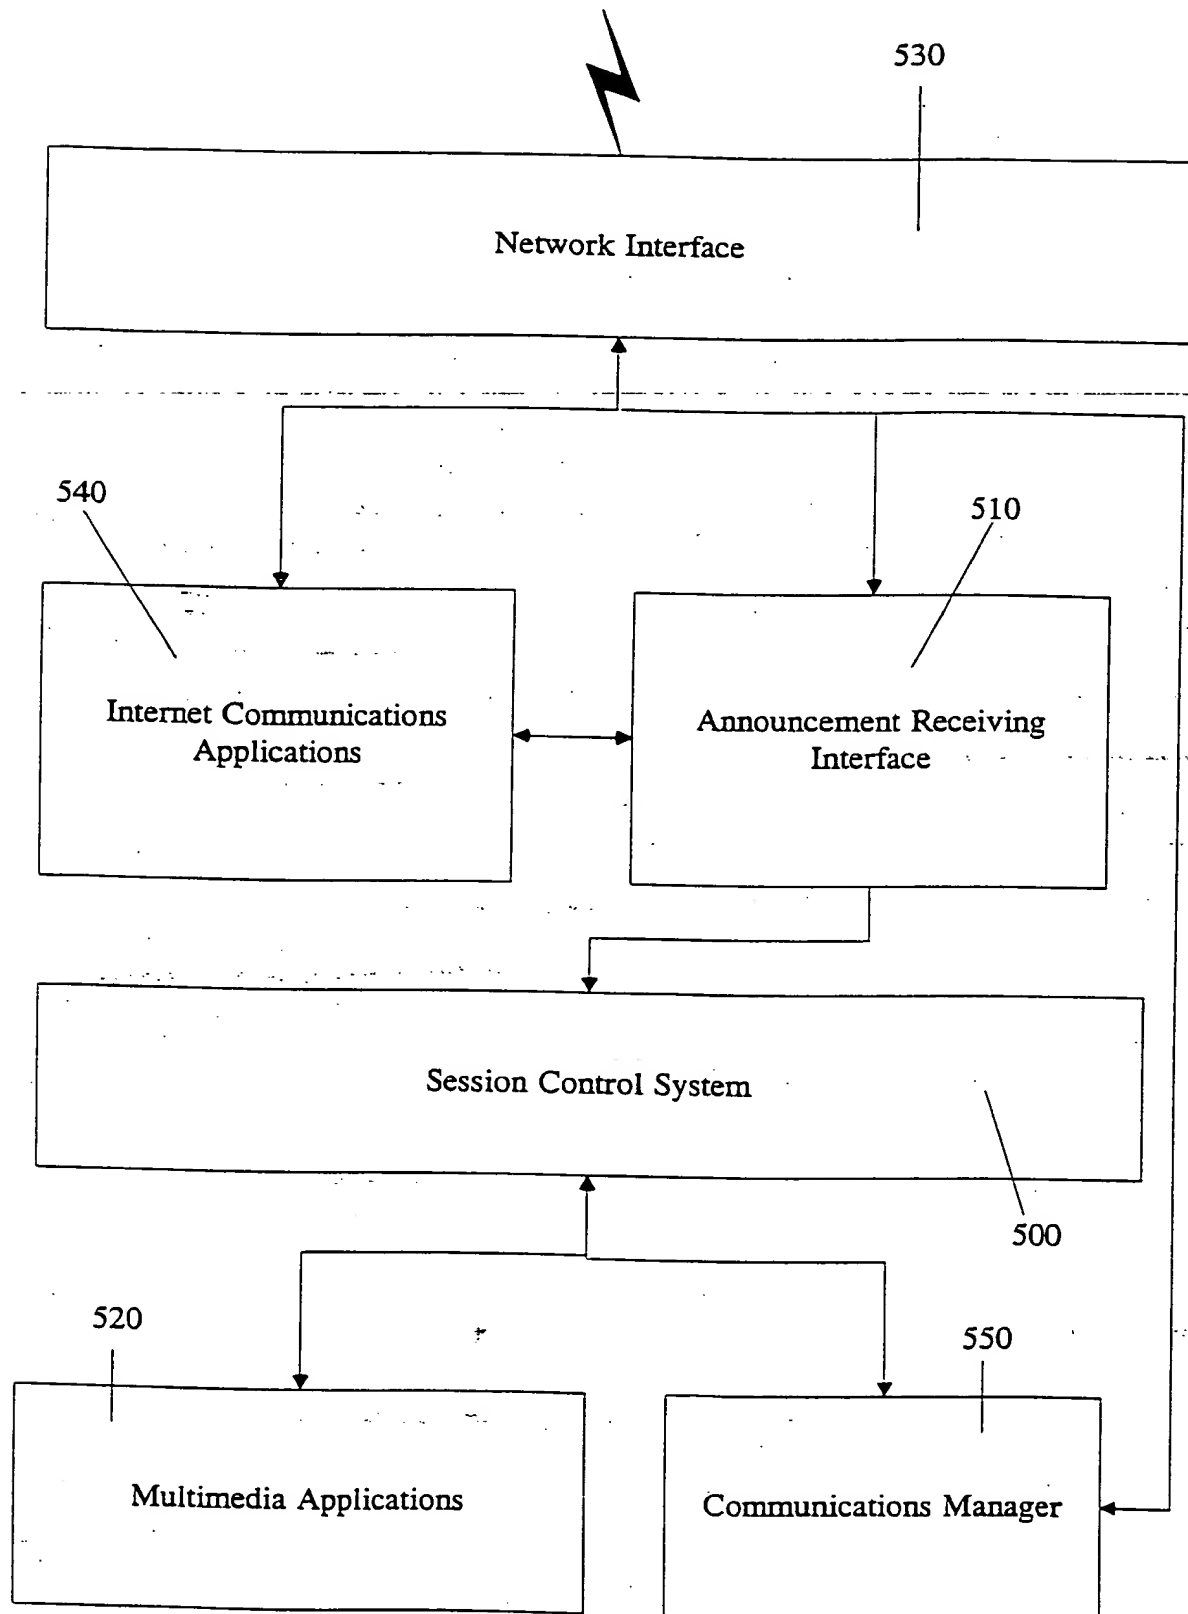 530
Network Interface
540
510
Internet Communications
Applications
Announcement Receiving
Interface
Session Control System
500
520
550
Multimedia Applications
Communications Manager